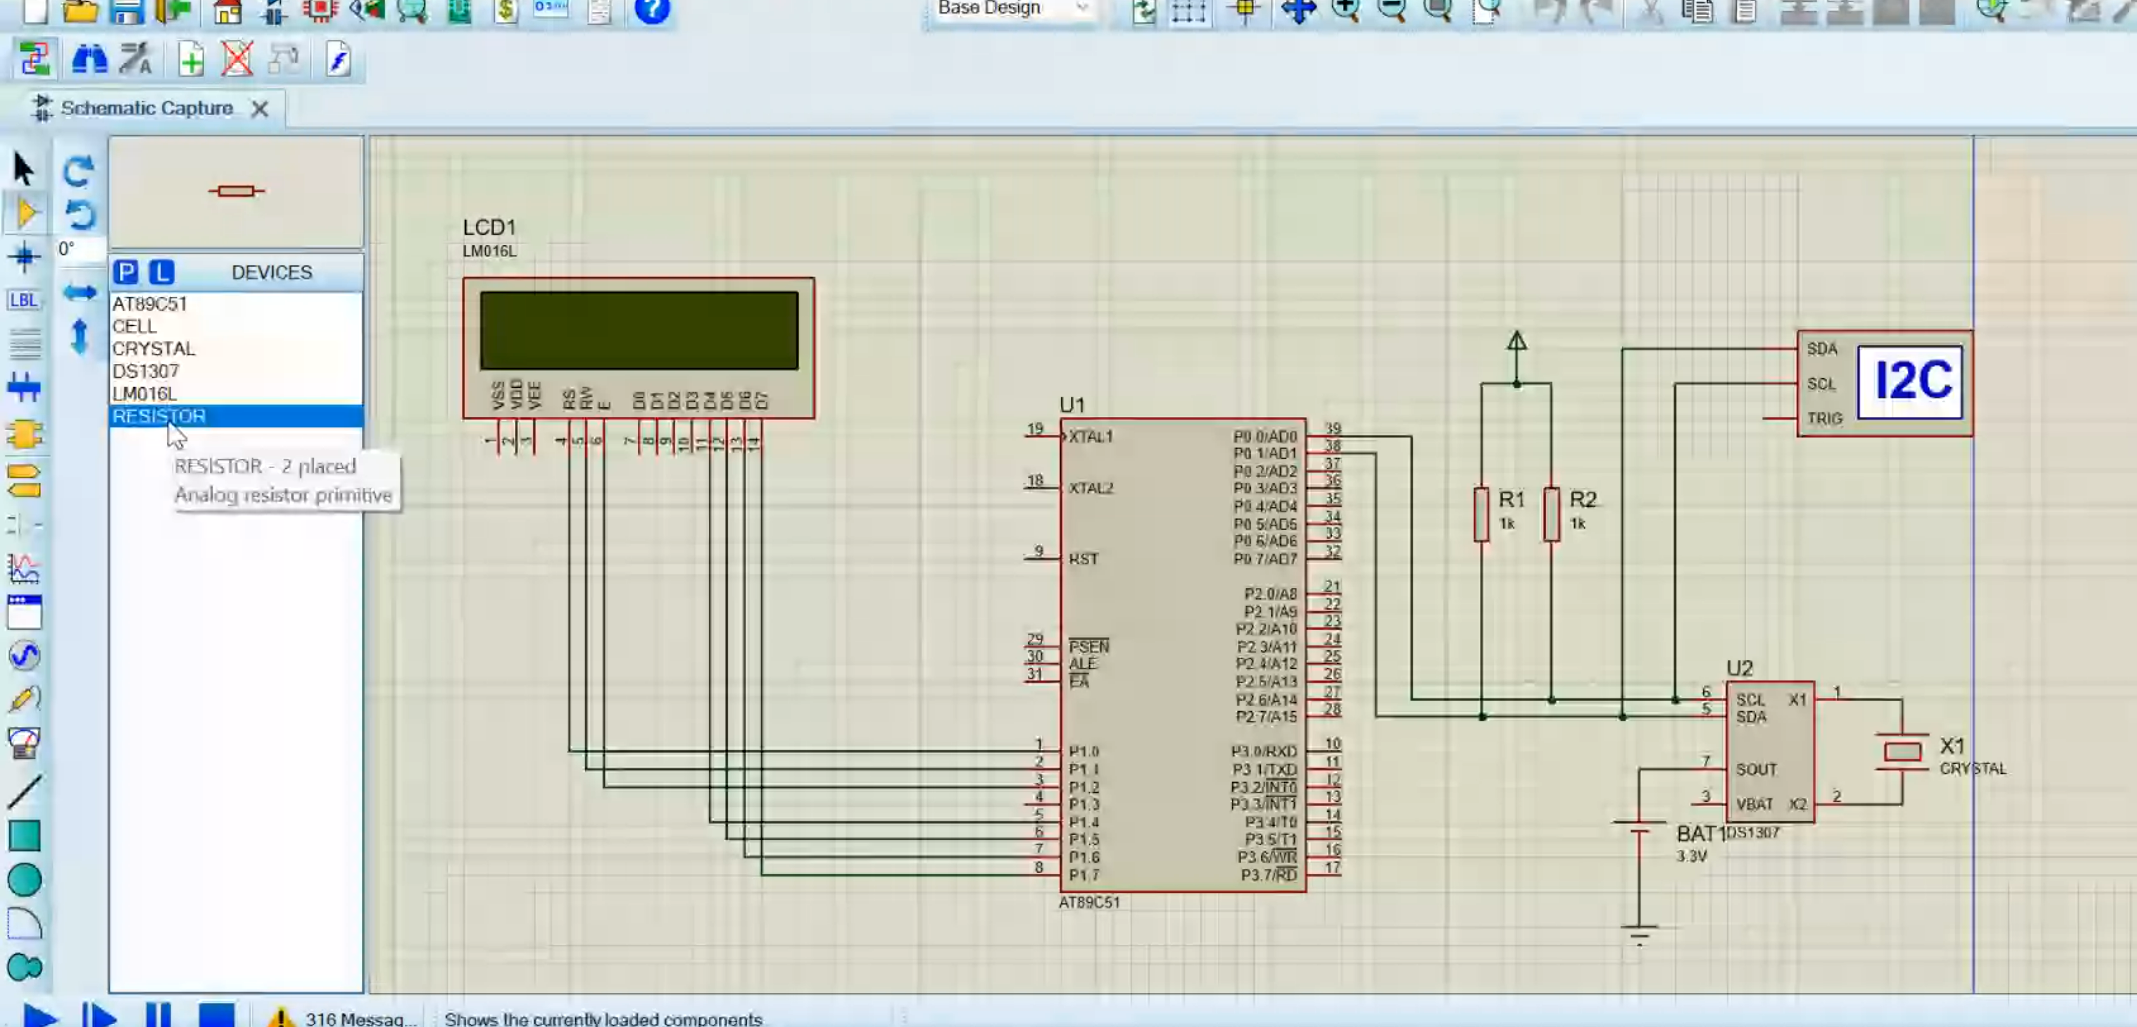 Base Design
Schematic Capture
0°
P L DEVICES
LBL
AT89C51
CELL
CRYSTAL
DS1307
LM016L
RESISTOR
RESISTOR - 2 placed
Analog resistor primitive
LCD1
LM016L
VSS VDD VEE RS RW E D0 D1 D2 D3 D4 D5 D6 D7
1 2 3 4 5 6 7 8 9 10 11 12 13 14
U1
19 XTAL1
18 XTAL2
9 RST
29 PSEN
30 ALE
31 EA
1 P1.0
2 P1.1
3 P1.2
4 P1.3
5 P1.4
6 P1.5
7 P1.6
8 P1.7
P0.0/AD0 39
P0.1/AD1 38
P0.2/AD2 37
P0.3/AD3 36
P0.4/AD4 35
P0.5/AD5 34
P0.6/AD6 33
P0.7/AD7 32
P2.0/A8 21
P2.1/A9 22
P2.2/A10 23
P2.3/A11 24
P2.4/A12 25
P2.5/A13 26
P2.6/A14 27
P2.7/A15 28
P3.0/RXD 10
P3.1/TXD 11
P3.2/INT0 12
P3.3/INT1 13
P3.4/T0 14
P3.5/T1 15
P3.6/WR 16
P3.7/RD 17
AT89C51
R1
1k
R2
1k
SDA
SCL
TRIG
I2C
U2
6 SCL X1 1
5 SDA
7 SOUT
3 VBAT X2 2
DS1307
X1
CRYSTAL
BAT1
3.3V
316 Messag...
Shows the currently loaded components